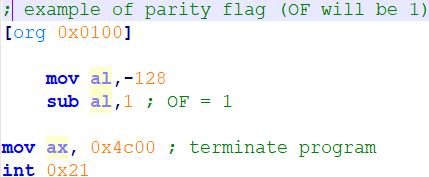 ; example of parity flag (OF will be 1)
[org 0x0100]
mov al,-128
sub al,1 ; OF = 1
mov ax, 0x4c00 ; terminate program
int 0x21